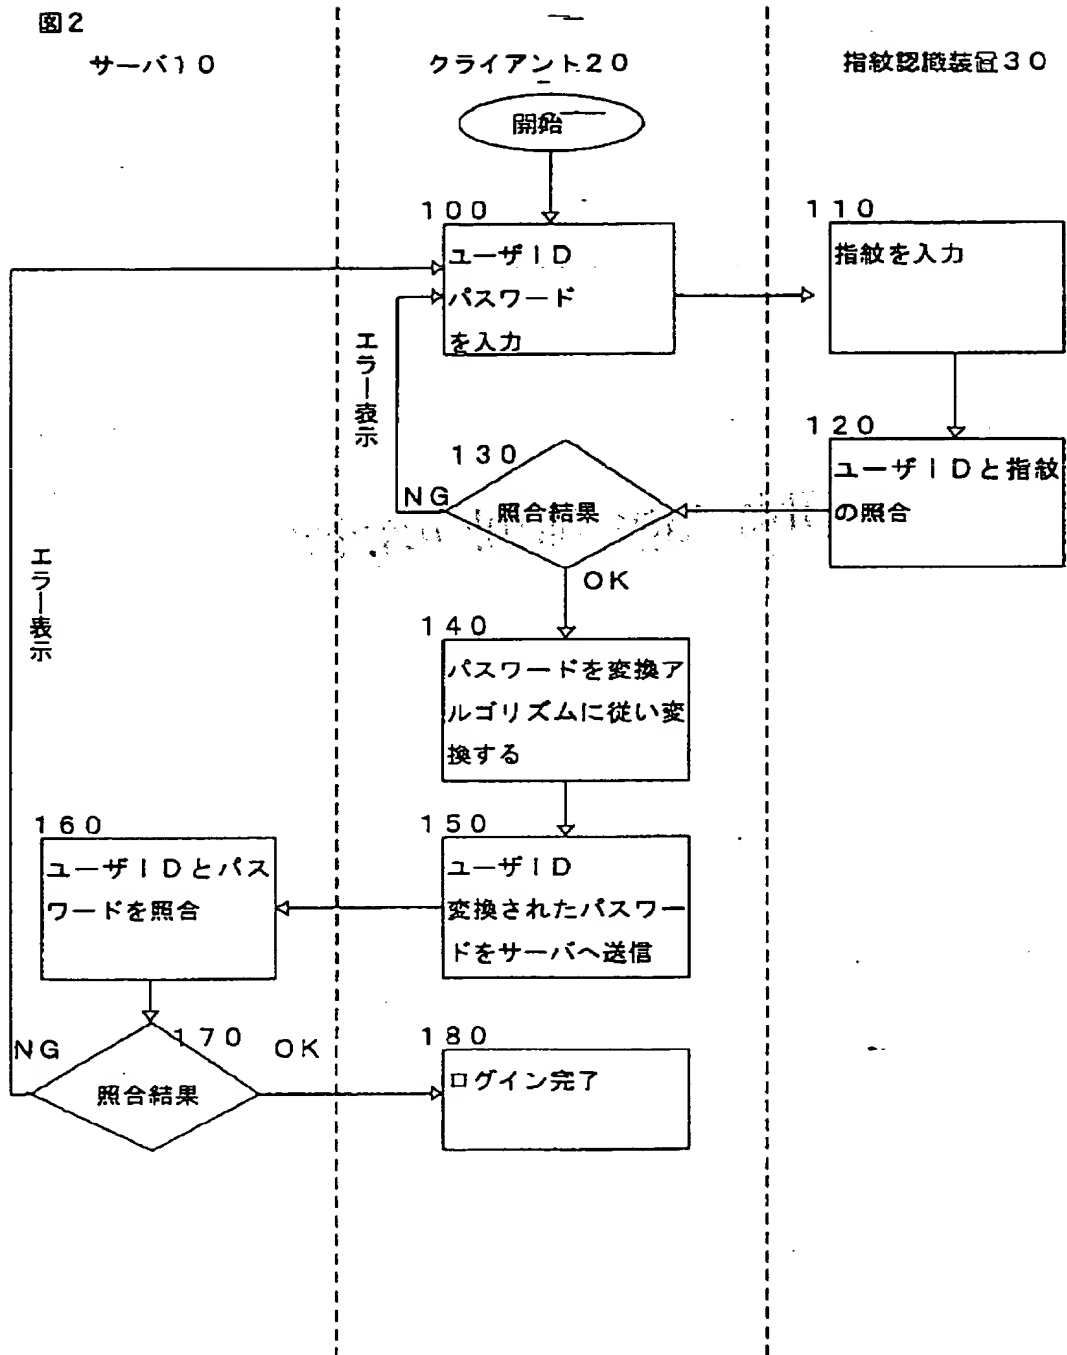 図2
サーバ10
クライアント20
指紋認識装置30
開始
100
ユーザID
パスワード
を入力
110
指紋を入力
エラー表示
120
ユーザIDと指紋
の照合
130
NG
照合結果
OK
エラー表示
140
パスワードを変換ア
ルゴリズムに従い変
換する
150
ユーザID
変換されたパスワー
ドをサーバへ送信
160
ユーザIDとパス
ワードを照合
170
NG
OK
照合結果
180
ログイン完了